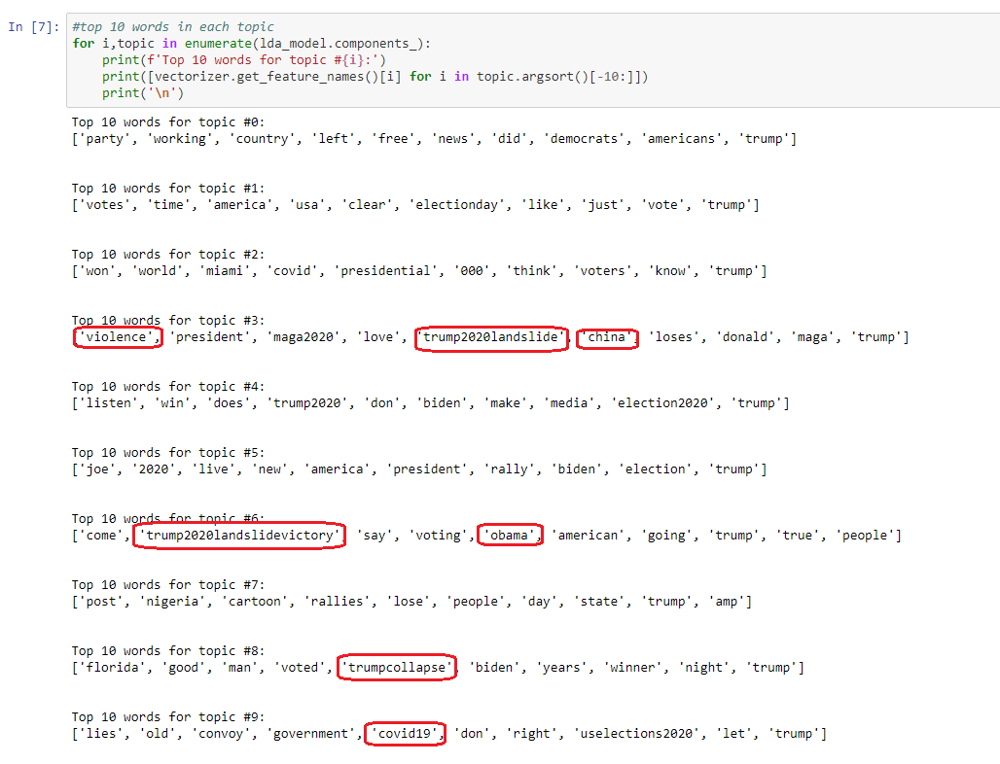 In [7]: #top 10 words in each topic
for i,topic in enumerate(lda_model.components_):
    print(f'Top 10 words for topic #{i}:')
    print([vectorizer.get_feature_names()[i] for i in topic.argsort()[-10:]])
    print('\n')
Top 10 words for topic #0:
['party', 'working', 'country', 'left', 'free', 'news', 'did', 'democrats', 'americans', 'trump']
Top 10 words for topic #1:
['votes', 'time', 'america', 'usa', 'clear', 'electionday', 'like', 'just', 'vote', 'trump']
Top 10 words for topic #2:
['won', 'world', 'miami', 'covid', 'presidential', '000', 'think', 'voters', 'know', 'trump']
Top 10 words for topic #3:
['violence', 'president', 'maga2020', 'love', 'trump2020landslide', 'china', 'loses', 'donald', 'maga', 'trump']
Top 10 words for topic #4:
['listen', 'win', 'does', 'trump2020', 'don', 'biden', 'make', 'media', 'election2020', 'trump']
Top 10 words for topic #5:
['joe', '2020', 'live', 'new', 'america', 'president', 'rally', 'biden', 'election', 'trump']
Top 10 words for topic #6:
['come', 'trump2020landslidevictory', 'say', 'voting', 'obama', 'american', 'going', 'trump', 'true', 'people']
Top 10 words for topic #7:
['post', 'nigeria', 'cartoon', 'rallies', 'lose', 'people', 'day', 'state', 'trump', 'amp']
Top 10 words for topic #8:
['florida', 'good', 'man', 'voted', 'trumpcollapse', 'biden', 'years', 'winner', 'night', 'trump']
Top 10 words for topic #9:
['lies', 'old', 'convoy', 'government', 'covid19', 'don', 'right', 'uselections2020', 'let', 'trump']